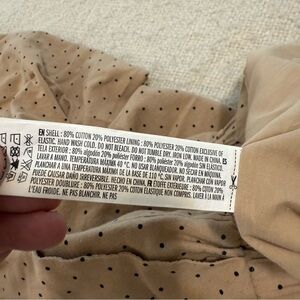 EN SHELL : 80% COTTON 20% POLYESTER LINING : 80% POLYESTER 20% COTTON EXCLUSIVE OF
ELASTIC. HAND WASH COLD. DO NOT BLEACH. DO NOT TUMBLE DRY, IRON LOW. MADE IN CHINA. ES
TELA EXTERIOR : 80% algodón 20% poliéster FORRO : 80% poliéster 20% algodón ELÁSTICO.
LAVAR A MANO. TEMPERATURA MÁXIMA 40 °C. NO BLANQUEAR. NO SECAR EN MÁQUINA.
PLANCHAR A UNA TEMPERATURA MÁXIMA DE LA BASE DE 110 °C, SIN VAPOR. PLANCHAR AL VAPOR
PUEDE CAUSAR DAÑO IRREVERSIBLE. HECHO EN CHINA. FR ÉTOFFE EXTÉRIEURE : 80% COTON 20%
POLYESTER DOUBLURE : 80% POLYESTER 20% COTON ELASTIQUE NON COMPRIS. LAVER À LA MAIN À
L'EAU FROIDE, NE PAS BLANCHIR, NE PAS